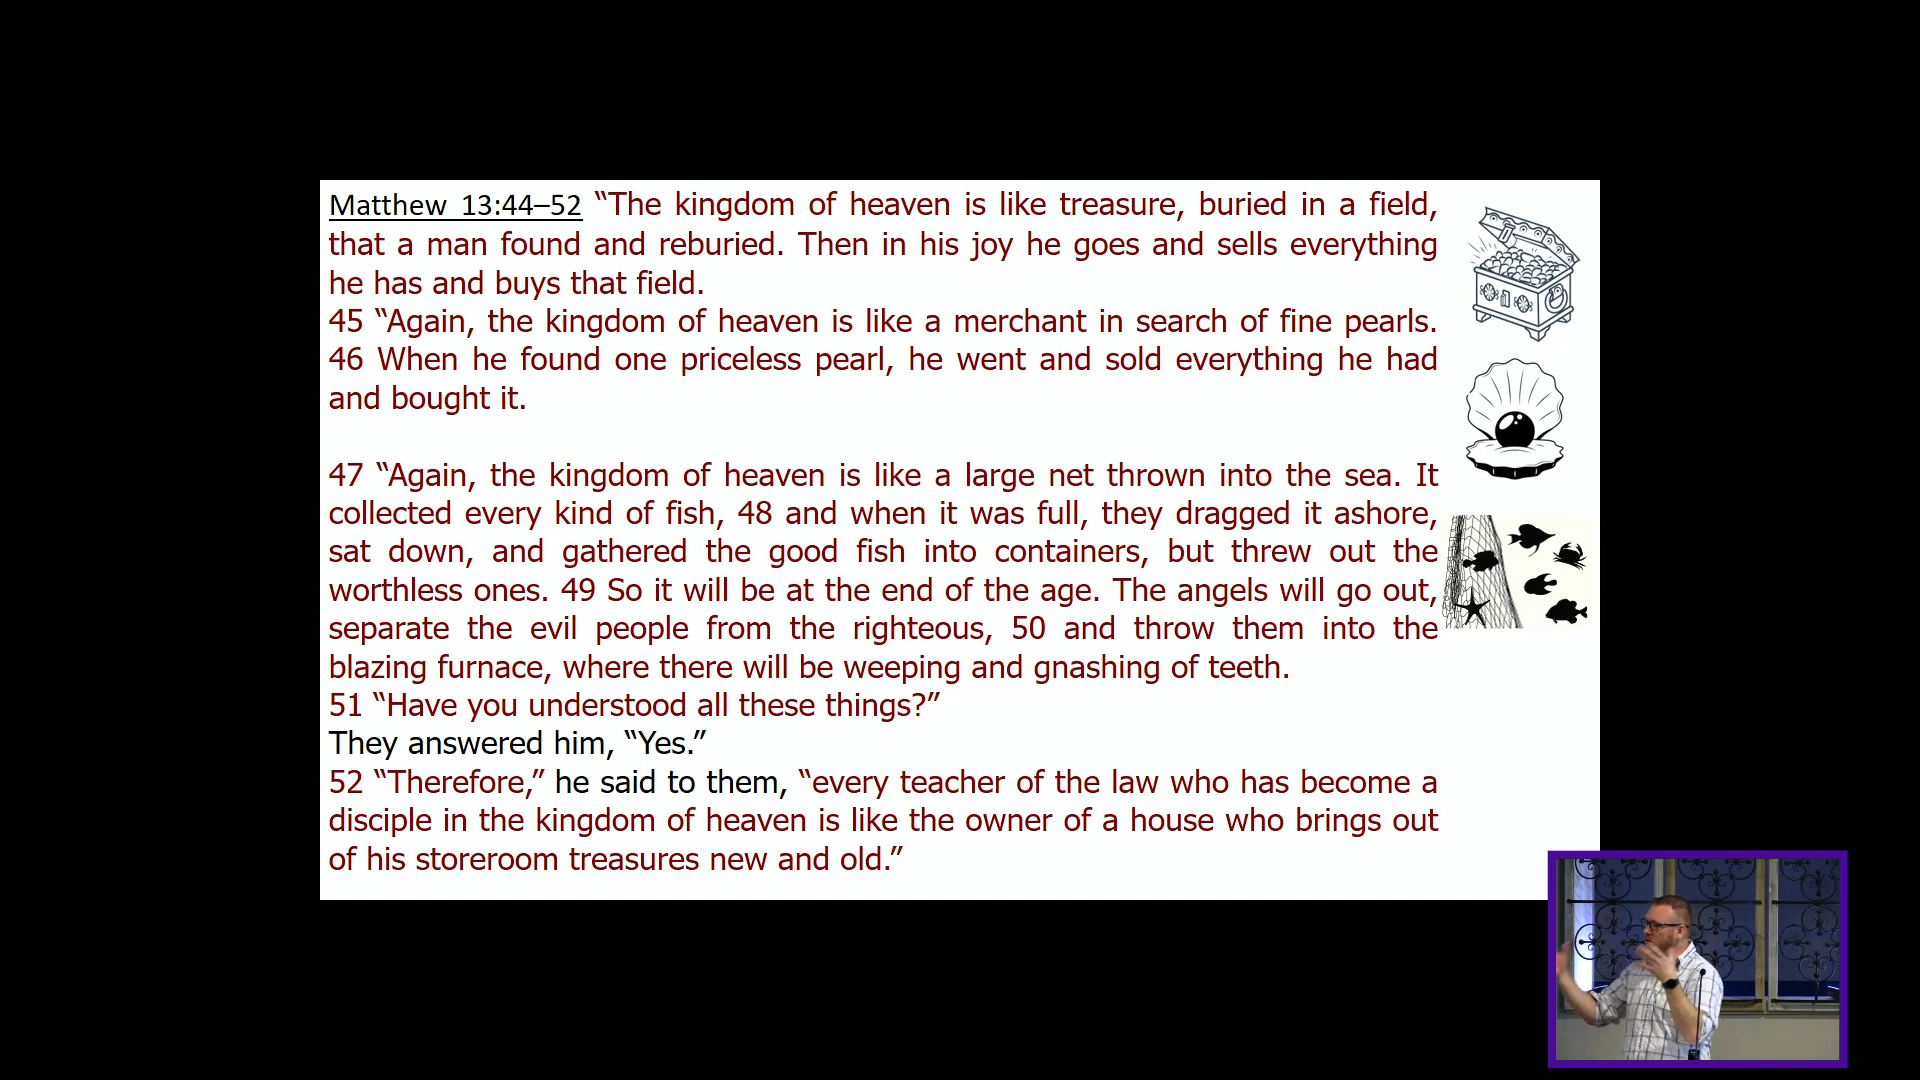 Matthew 13:44–52 “The kingdom of heaven is like treasure, buried in a field,
that a man found and reburied. Then in his joy he goes and sells everything
he has and buys that field.
45 “Again, the kingdom of heaven is like a merchant in search of fine pearls.
46 When he found one priceless pearl, he went and sold everything he had
and bought it.
47 “Again, the kingdom of heaven is like a large net thrown into the sea. It
collected every kind of fish, 48 and when it was full, they dragged it ashore,
sat down, and gathered the good fish into containers, but threw out the
worthless ones. 49 So it will be at the end of the age. The angels will go out,
separate the evil people from the righteous, 50 and throw them into the
blazing furnace, where there will be weeping and gnashing of teeth.
51 “Have you understood all these things?”
They answered him, “Yes.”
52 “Therefore,” he said to them, “every teacher of the law who has become a
disciple in the kingdom of heaven is like the owner of a house who brings out
of his storeroom treasures new and old.”